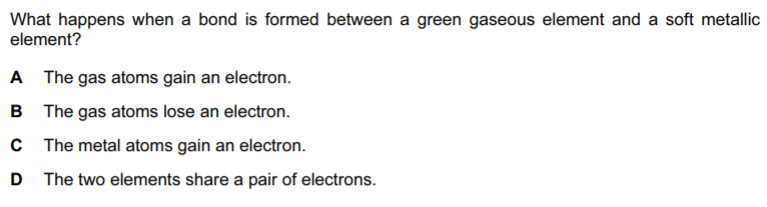 What happens when a bond is formed between a green gaseous element and a soft metallic
element?
A The gas atoms gain an electron.
B The gas atoms lose an electron.
C The metal atoms gain an electron.
D The two elements share a pair of electrons.